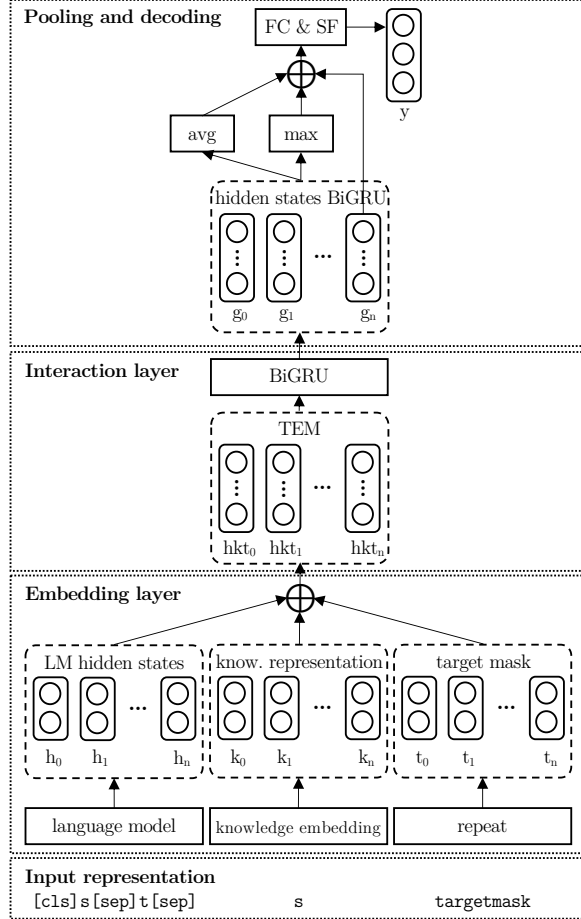 Pooling and decoding
FC & SF
y
avg
max
hidden states BiGRU
...
g0 g1 gn
Interaction layer
BiGRU
TEM
...
hkt0 hkt1 hktn
Embedding layer
LM hidden states know. representation target mask
... ... ...
h0 h1 hn k0 k1 kn t0 t1 tn
language model knowledge embedding repeat
Input representation
[cls]s[sep]t[sep] s targetmask